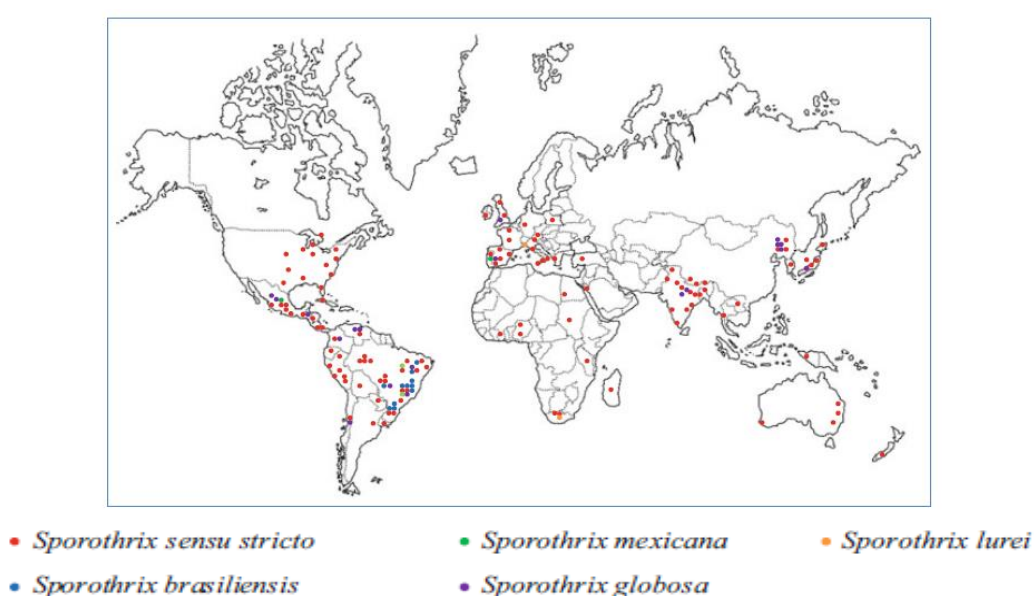 Sporothrix sensu stricto
Sporothrix mexicana
Sporothrix lurei
Sporothrix brasiliensis
Sporothrix globosa